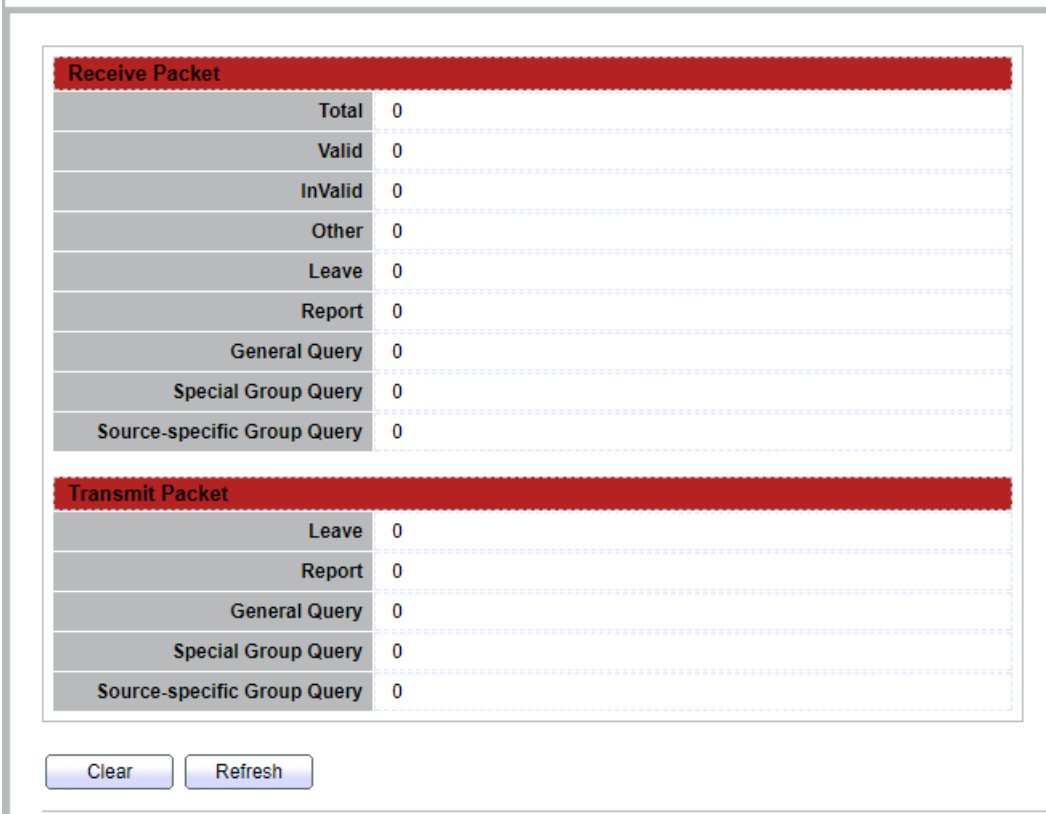 Receive Packet
Total 0
Valid 0
InValid 0
Other 0
Leave 0
Report 0
General Query 0
Special Group Query 0
Source-specific Group Query 0
Transmit Packet
Leave 0
Report 0
General Query 0
Special Group Query 0
Source-specific Group Query 0
Clear Refresh